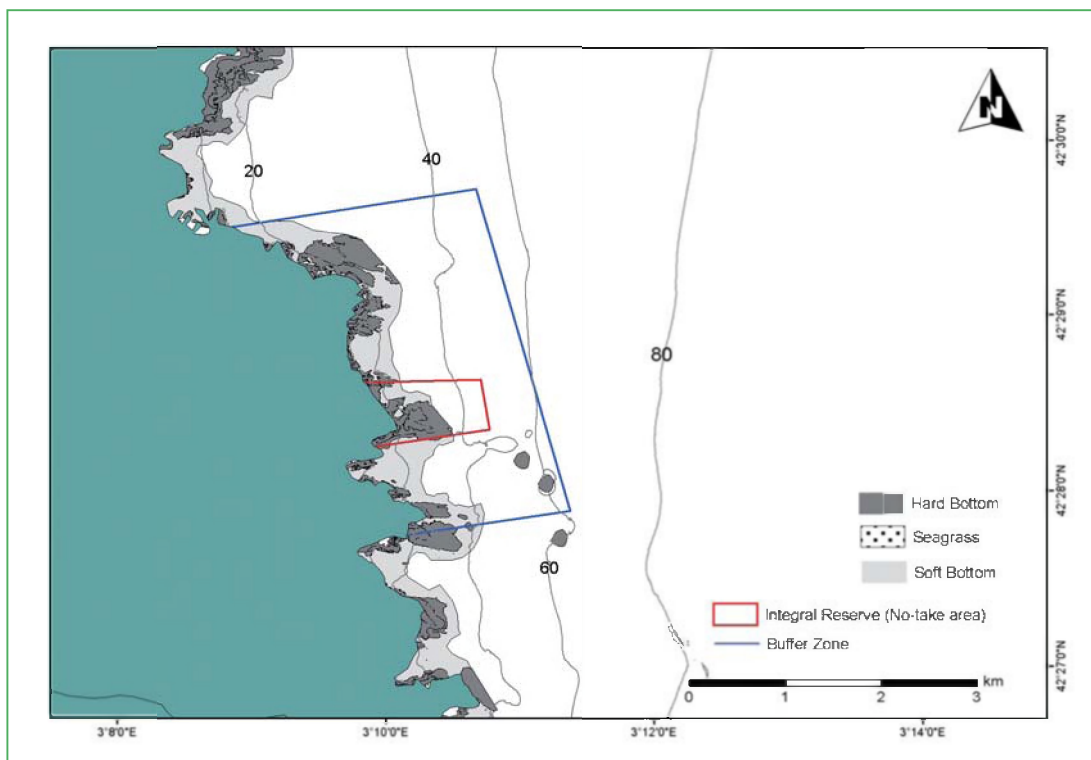 N
42°30'0"N
20
40
42°29'0"N
80
42°28'0"N
Hard Bottom
Seagrass
Soft Bottom
60
Integral Reserve (No-take area)
Buffer Zone
42°27'0"N
km
0 1 2 3
3°8'0"E 3°10'0"E 3°12'0"E 3°14'0"E